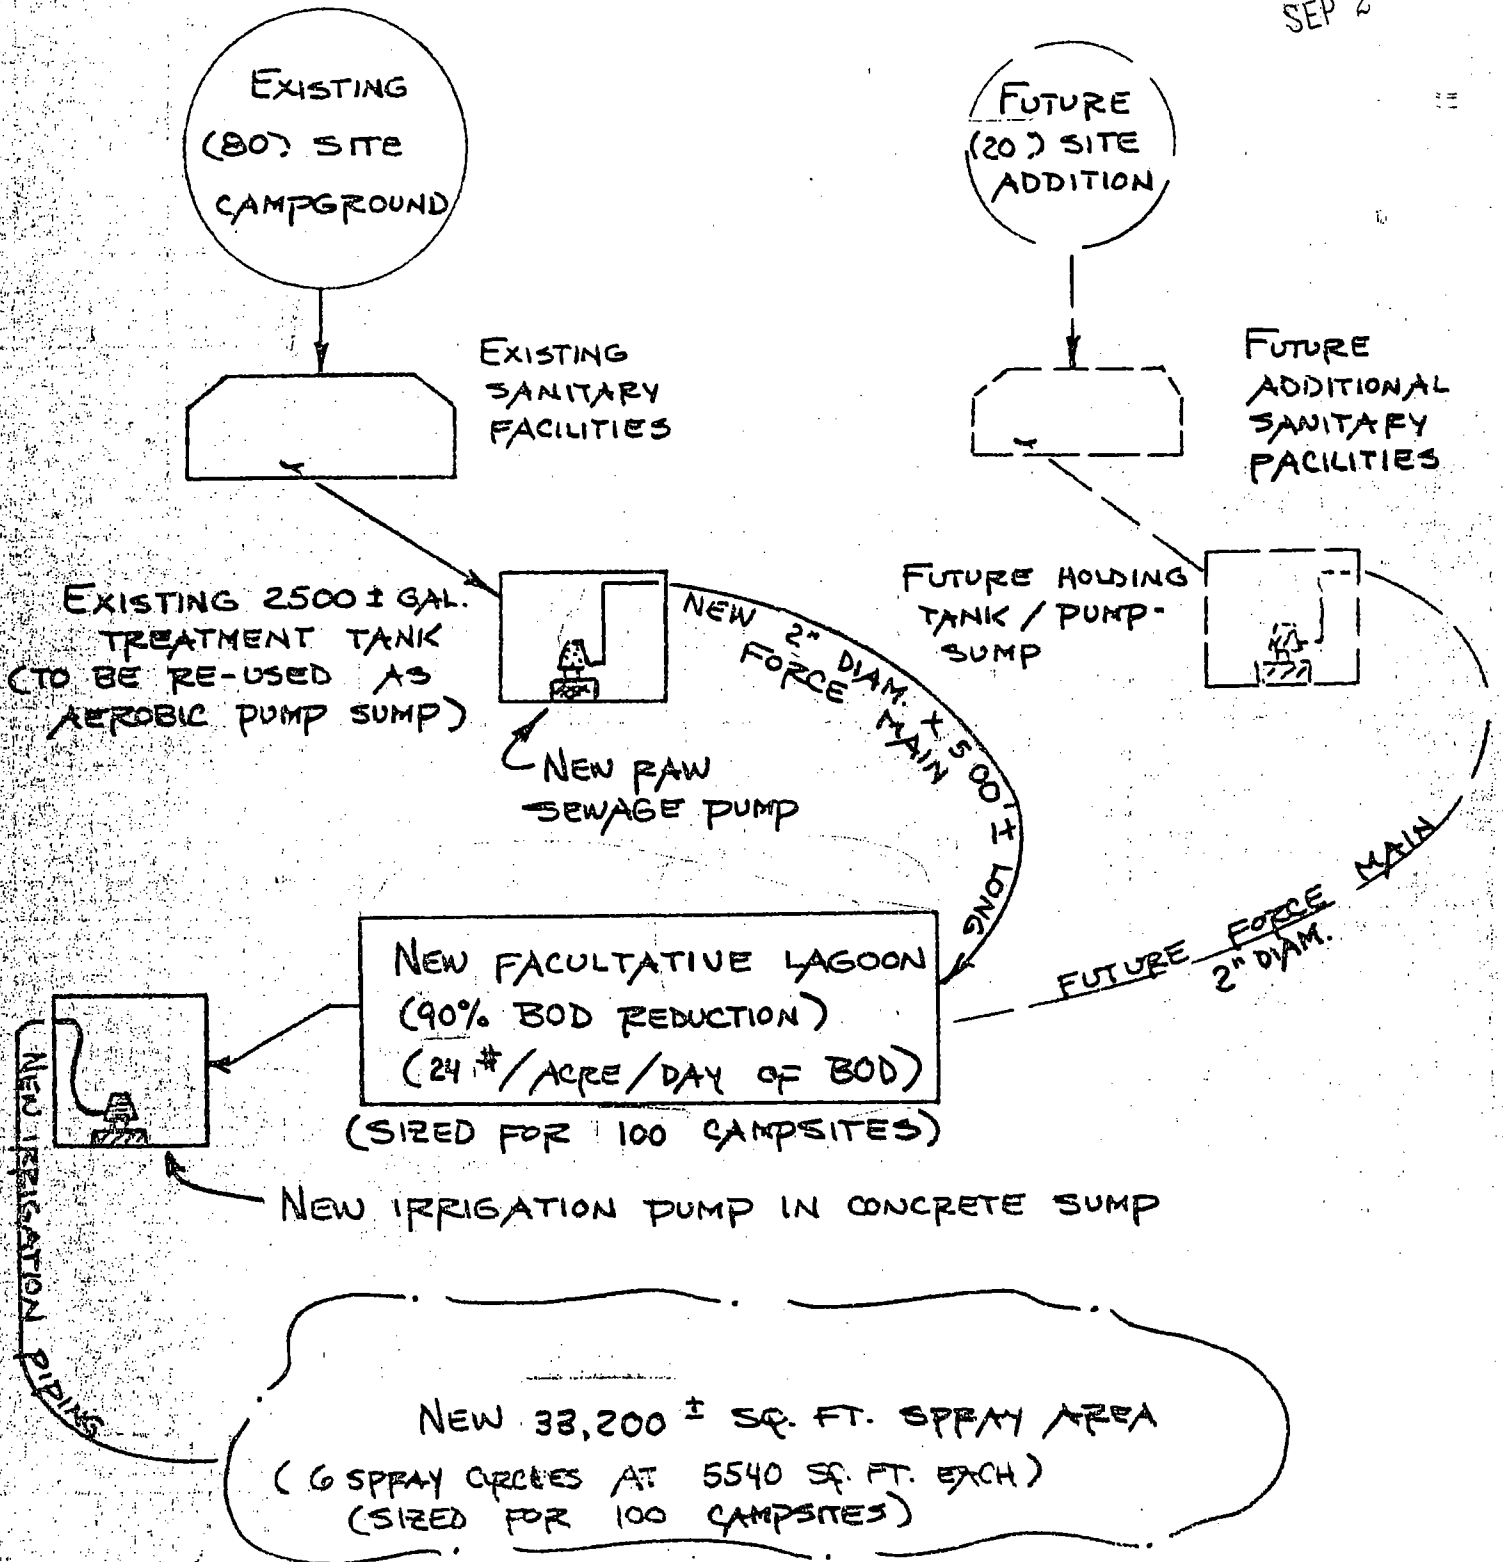 SEP 2
EXISTING
(80) SITE
CAMPGROUND
FUTURE
(20) SITE
ADDITION
EXISTING
SANITARY
FACILITIES
FUTURE
ADDITIONAL
SANITARY
FACILITIES
EXISTING 2500 ± GAL.
TREATMENT TANK
(TO BE RE-USED AS
AEROBIC PUMP SUMP)
NEW 2" DIAM. X 500'± LONG
FORCE MAIN
FUTURE HOLDING
TANK / PUMP-
SUMP
NEW RAW
SEWAGE PUMP
FUTURE FORCE MAIN
2" DIAM.
NEW FACULTATIVE LAGOON
(90% BOD REDUCTION)
(24 #/ACRE/DAY OF BOD)
(SIZED FOR 100 CAMPSITES)
NEW IRRIGATION PUMP IN CONCRETE SUMP
NEW IRRIGATION PIPING
NEW 33,200 ± SQ. FT. SPRAY AREA
(6 SPRAY CIRCLES AT 5540 SQ. FT. EACH)
(SIZED FOR 100 CAMPSITES)